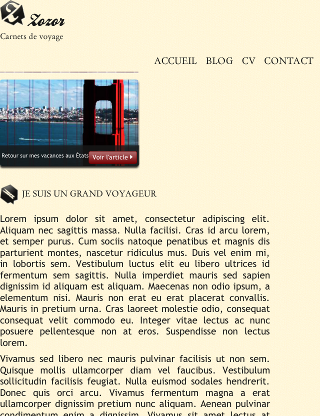 Zozor
Carnets de voyage
ACCUEIL BLOG CV CONTACT
Retour sur mes vacances aux États
Voir l'article
JE SUIS UN GRAND VOYAGEUR
Lorem ipsum dolor sit amet, consectetur adipiscing elit.
Aliquam nec sagittis massa. Nulla facilisi. Cras id arcu lorem,
et semper purus. Cum sociis natoque penatibus et magnis dis
parturient montes, nascetur ridiculus mus. Duis vel enim mi,
in lobortis sem. Vestibulum luctus elit eu libero ultrices id
fermentum sem sagittis. Nulla imperdiet mauris sed sapien
dignissim id aliquam est aliquam. Maecenas non odio ipsum, a
elementum nisi. Mauris non erat eu erat placerat convallis.
Mauris in pretium urna. Cras laoreet molestie odio, consequat
consequat velit commodo eu. Integer vitae lectus ac nunc
posuere pellentesque non at eros. Suspendisse non lectus
lorem.
Vivamus sed libero nec mauris pulvinar facilisis ut non sem.
Quisque mollis ullamcorper diam vel faucibus. Vestibulum
sollicitudin facilisis feugiat. Nulla euismod sodales hendrerit.
Donec quis orci arcu. Vivamus fermentum magna a erat
ullamcorper dignissim pretium nunc aliquam. Aenean pulvinar
condimentum enim a dignissim. Vivamus sit amet lectus at